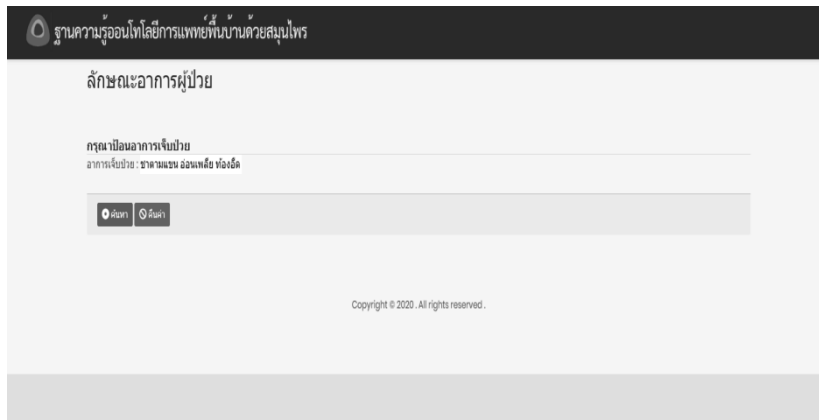 ฐานความรู้ออนโทโลยีการแพทย์พื้นบ้านด้วยสมุนไพร
ลักษณะอาการผู้ป่วย
กรุณาป้อนอาการเจ็บป่วย
อาการเจ็บป่วย : ชาตามแขน อ่อนเพลีย ท้องอืด
ค้นหา คืนค่า
Copyright © 2020 . All rights reserved .